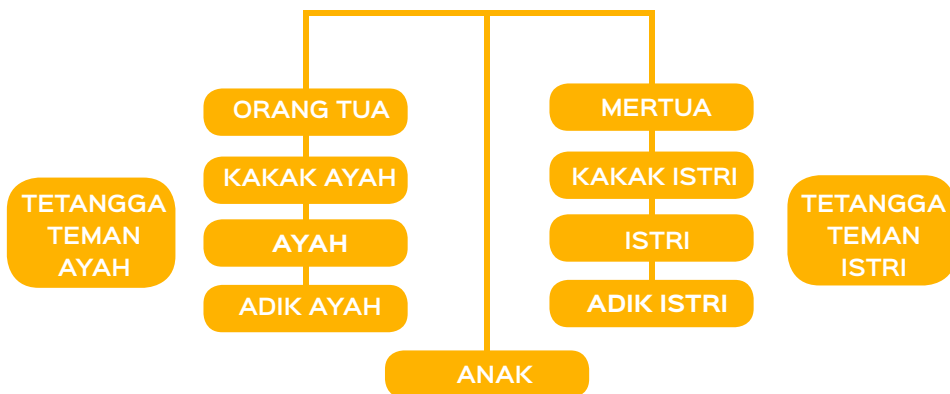 ORANG TUA
KAKAK AYAH
AYAH
ADIK AYAH
TETANGGA
TEMAN
AYAH
MERTUA
KAKAK ISTRI
ISTRI
ADIK ISTRI
TETANGGA
TEMAN
ISTRI
ANAK